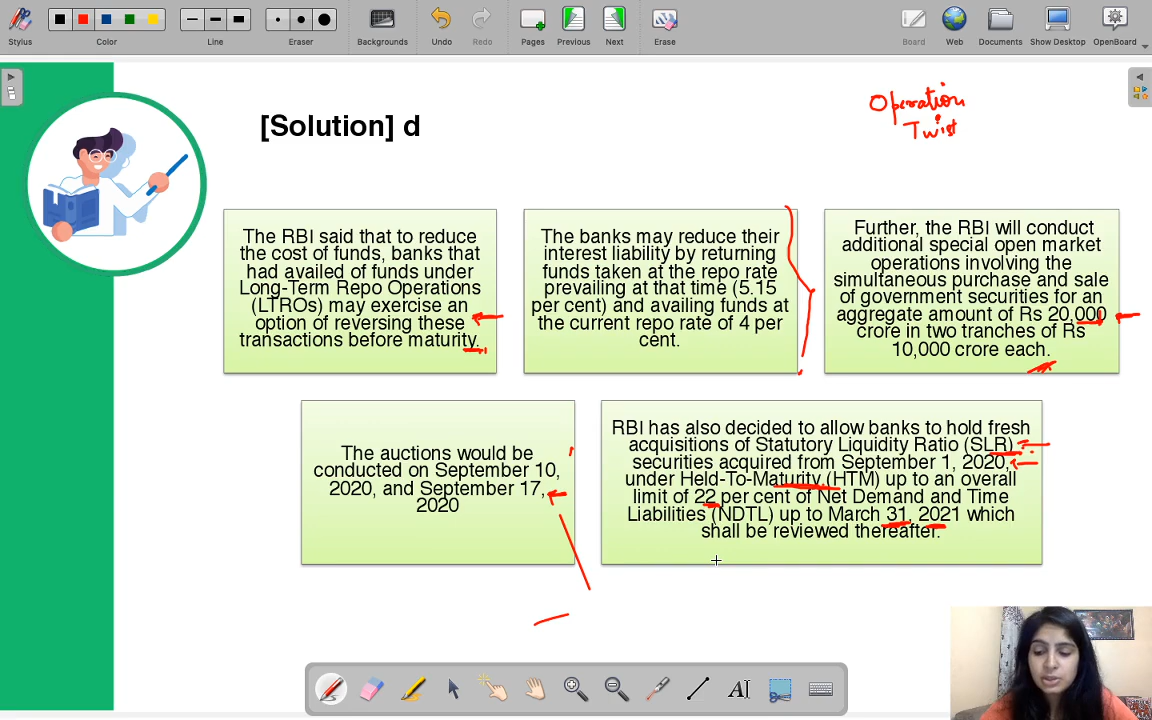 Stylus
Color
Line
Eraser
Backgrounds
Undo
Redo
Pages
Previous
Next
Erase
Board
Web
Documents
Show Desktop
OpenBoard
Operation
Twist
[Solution] d
The RBI said that to reduce
the cost of funds, banks that
had availed of funds under
Long-Term Repo Operations
(LTROs) may exercise an
option of reversing these
transactions before maturity.
The banks may reduce their
interest liability by returning
funds taken at the repo rate
prevailing at that time (5.15
per cent) and availing funds at
the current repo rate of 4 per
cent.
Further, the RBI will conduct
additional special open market
operations involving the
simultaneous purchase and sale
of government securities for an
aggregate amount of Rs 20,000
crore in two tranches of Rs
10,000 crore each.
The auctions would be
conducted on September 10,
2020, and September 17,
2020
RBI has also decided to allow banks to hold fresh
acquisitions of Statutory Liquidity Ratio (SLR)
securities acquired from September 1, 2020,
under Held-To-Maturity (HTM) up to an overall
limit of 22 per cent of Net Demand and Time
Liabilities (NDTL) up to March 31, 2021 which
shall be reviewed thereafter.
AI